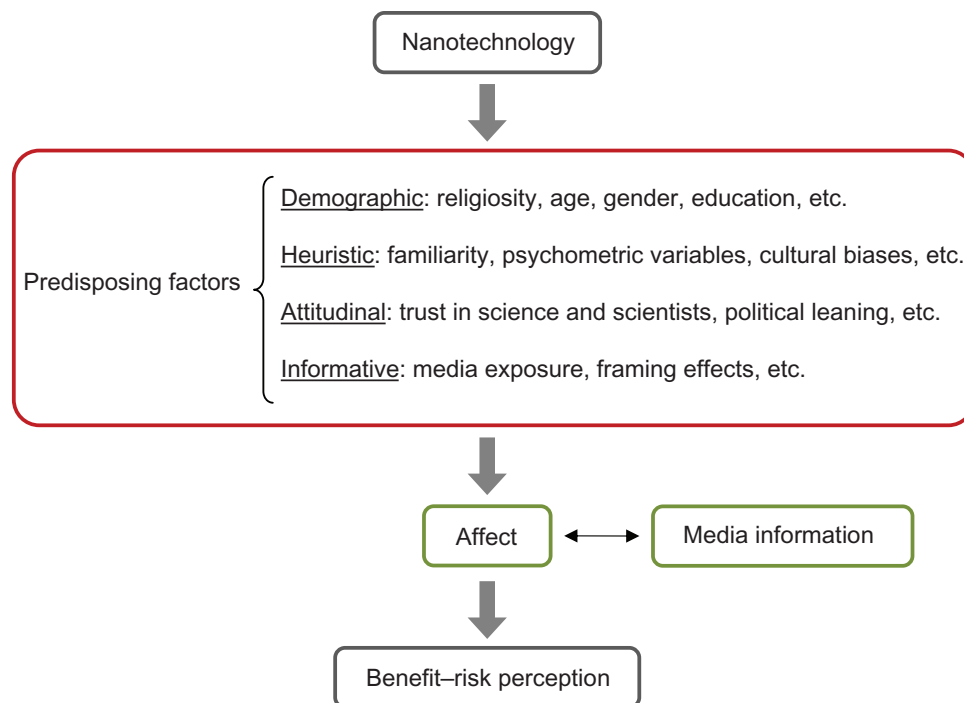 Nanotechnology
Demographic: religiosity, age, gender, education, etc.
Heuristic: familiarity, psychometric variables, cultural biases, etc.
Predisposing factors
Attitudinal: trust in science and scientists, political leaning, etc.
Informative: media exposure, framing effects, etc.
Affect
Media information
Benefit–risk perception